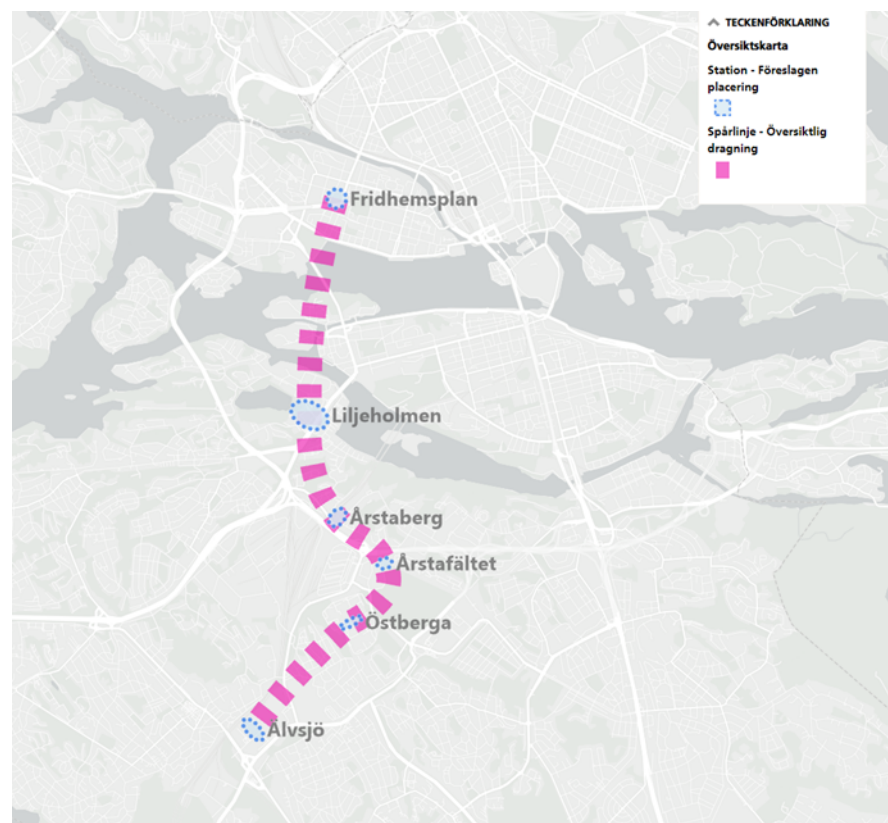 TECKENFÖRKLARING
Översiktskarta
Station - Föreslagen
placering
Spårlinje - Översiktlig
dragning
Fridhemsplan
Liljeholmen
Årstaberg
Årstafältet
Östberga
Älvsjö